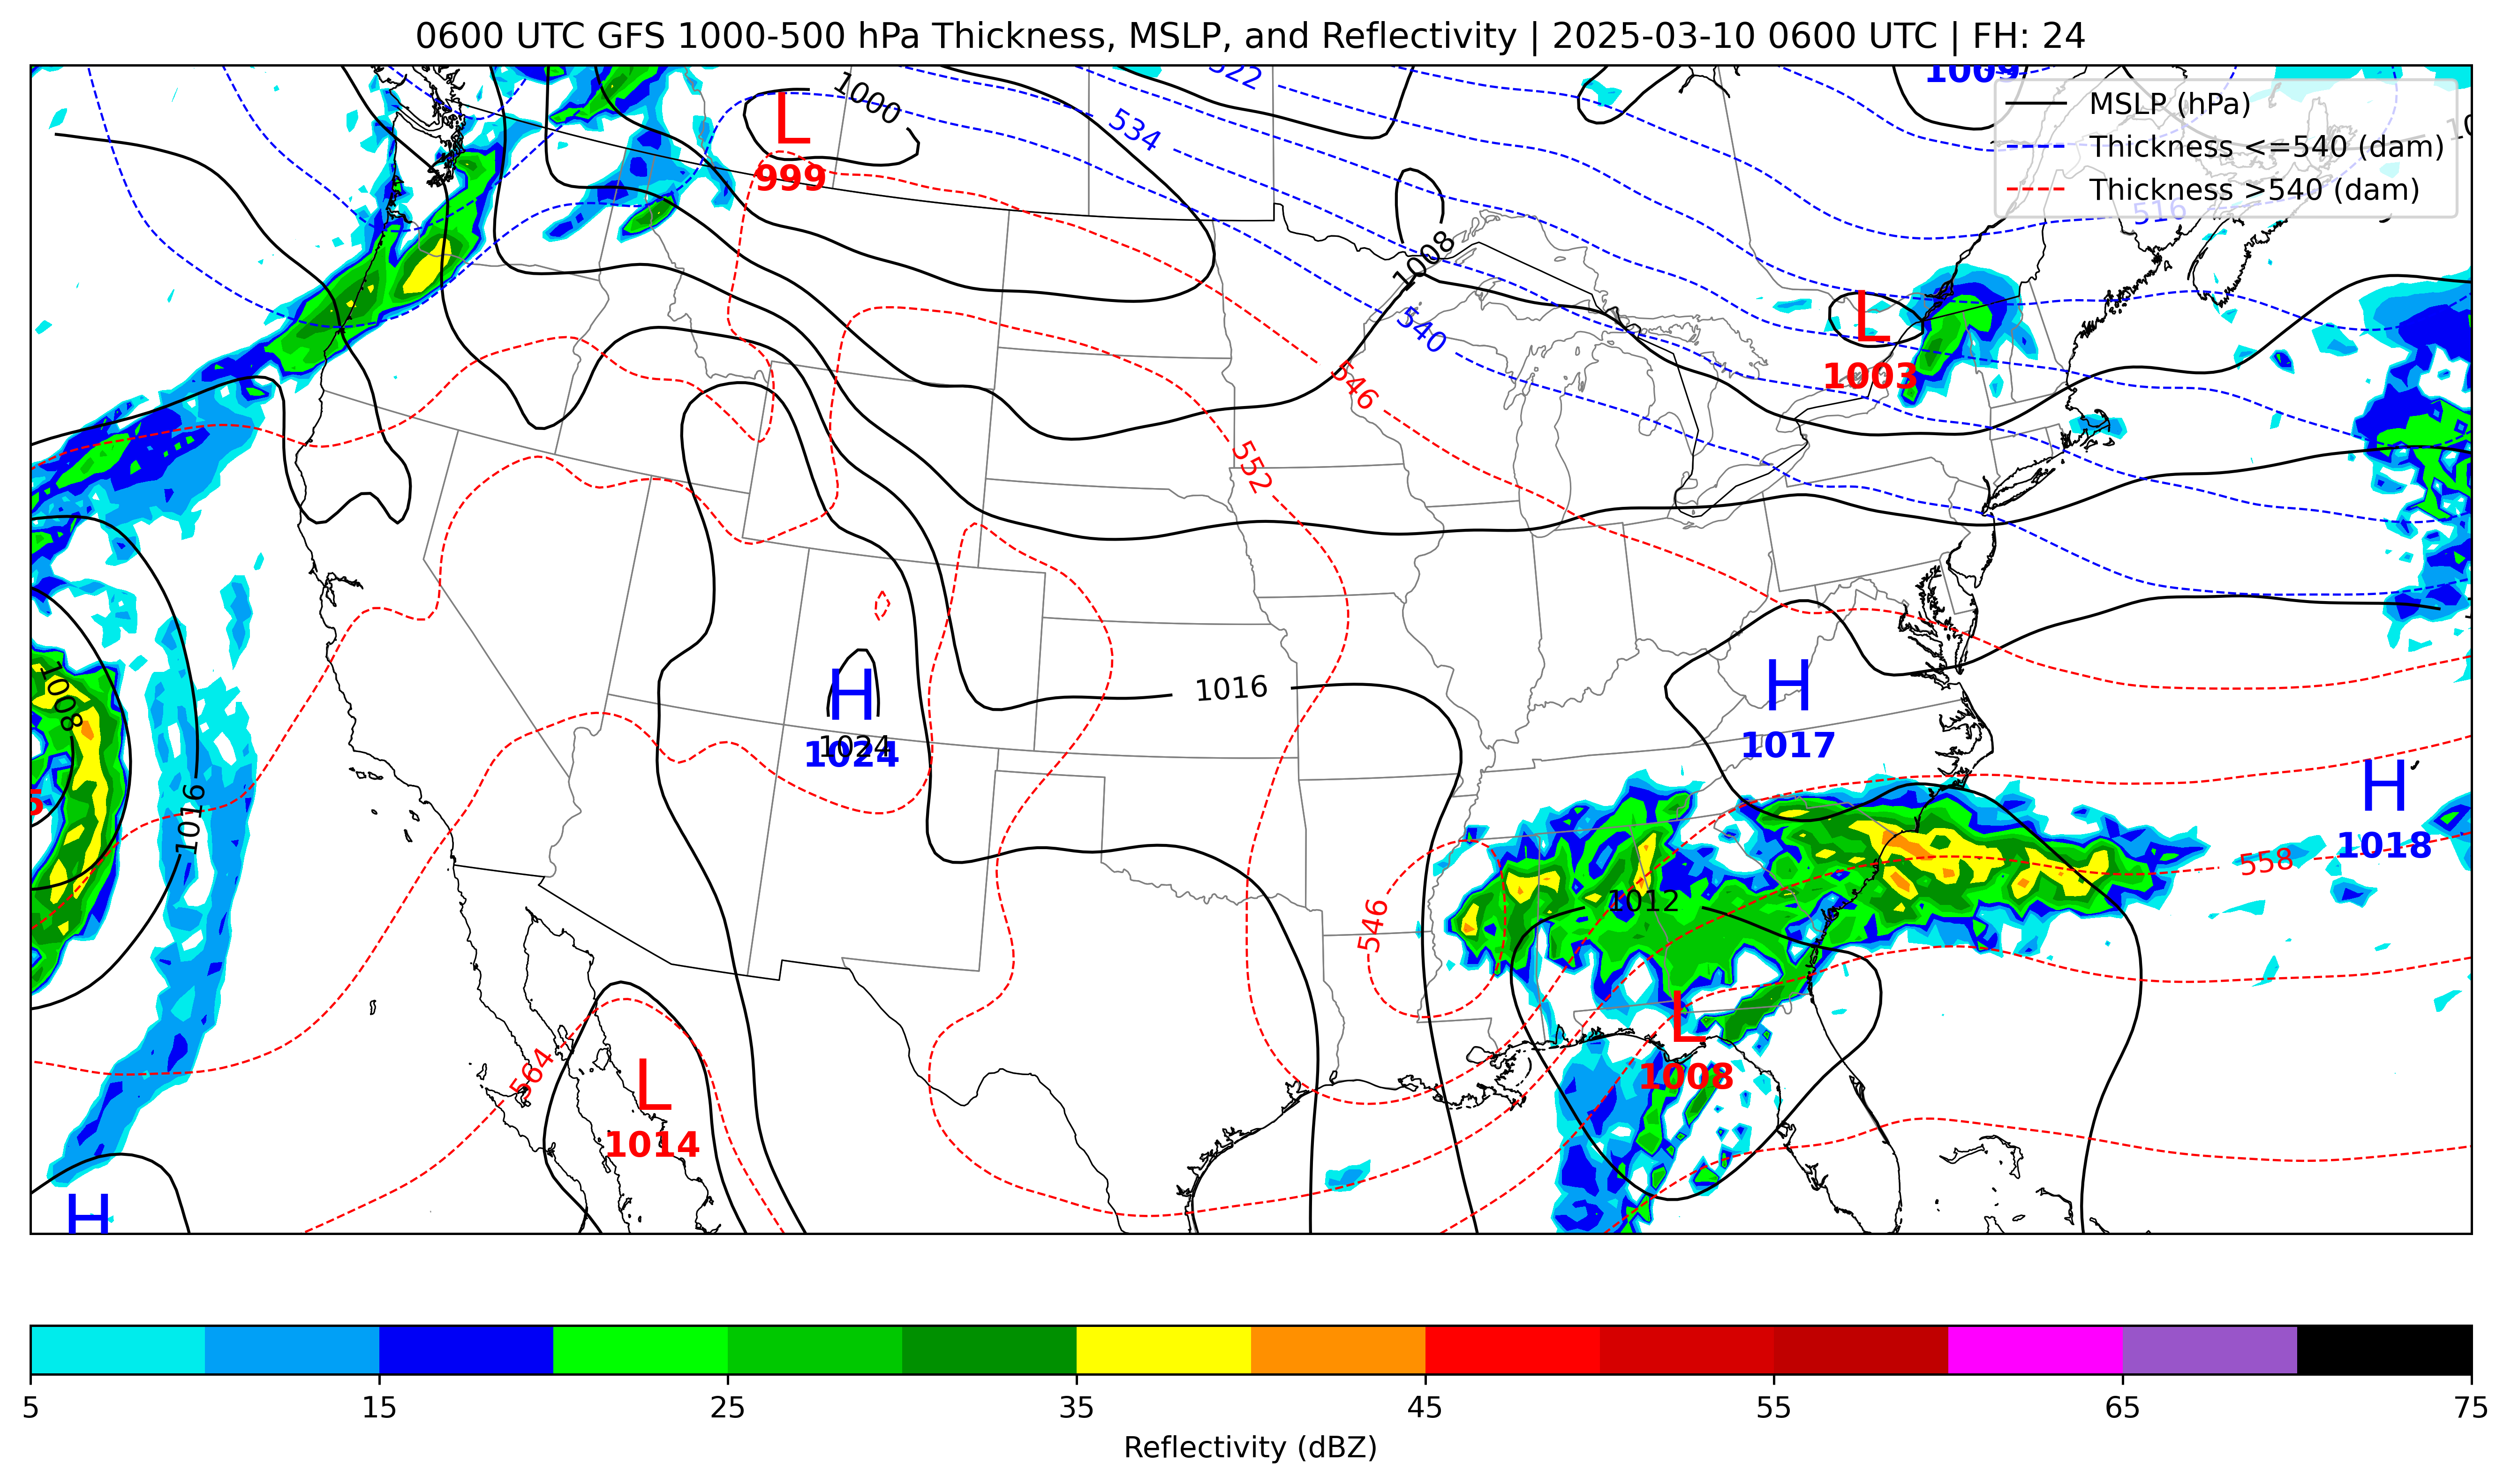 0600 UTC GFS 1000-500 hPa Thickness, MSLP, and Reflectivity | 2025-03-10 0600 UTC | FH: 24
MSLP (hPa)
Thickness <=540 (dam)
Thickness >540 (dam)
1009
522
1000
L
999
534
516
1008
540
L
1003
546
552
1008
1016
H
1024
1024
H
1017
H
1018
1016
5
558
1012
546
L
1008
564
L
1014
H
5 15 25 35 45 55 65 75
Reflectivity (dBZ)